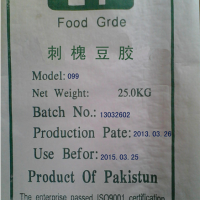 Food Grde
刺槐豆胶
Model: 099
Net Weight: 25.0KG
Batch No.: 13032602
Production Pate: 2013.03.26
Use Befor: 2015.03.25
Product Of Pakistun
The enterprise passed ISO9001 certification